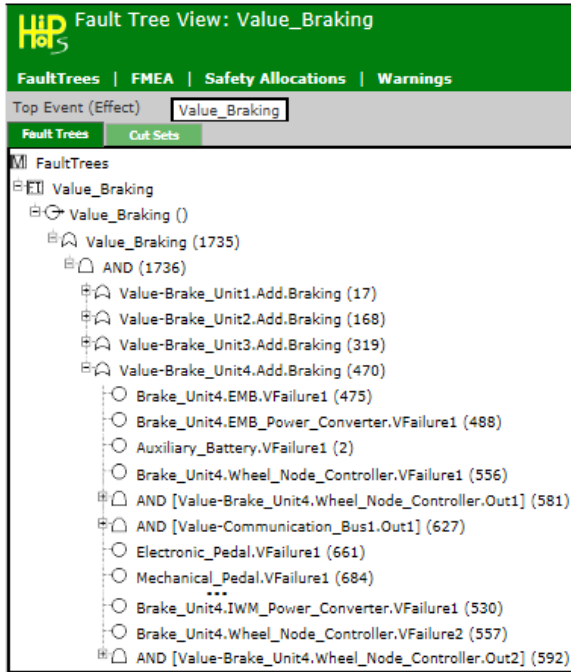 HiP HOPS Fault Tree View: Value_Braking
FaultTrees | FMEA | Safety Allocations | Warnings
Top Event (Effect) Value_Braking
Fault Trees Cut Sets
M FaultTrees
FT Value_Braking
Value_Braking ()
Value_Braking (1735)
AND (1736)
Value-Brake_Unit1.Add.Braking (17)
Value-Brake_Unit2.Add.Braking (168)
Value-Brake_Unit3.Add.Braking (319)
Value-Brake_Unit4.Add.Braking (470)
Brake_Unit4.EMB.VFailure1 (475)
Brake_Unit4.EMB_Power_Converter.VFailure1 (488)
Auxiliary_Battery.VFailure1 (2)
Brake_Unit4.Wheel_Node_Controller.VFailure1 (556)
AND [Value-Brake_Unit4.Wheel_Node_Controller.Out1] (581)
AND [Value-Communication_Bus1.Out1] (627)
Electronic_Pedal.VFailure1 (661)
Mechanical_Pedal.VFailure1 (684)
...
Brake_Unit4.IWM_Power_Converter.VFailure1 (530)
Brake_Unit4.Wheel_Node_Controller.VFailure2 (557)
AND [Value-Brake_Unit4.Wheel_Node_Controller.Out2] (592)